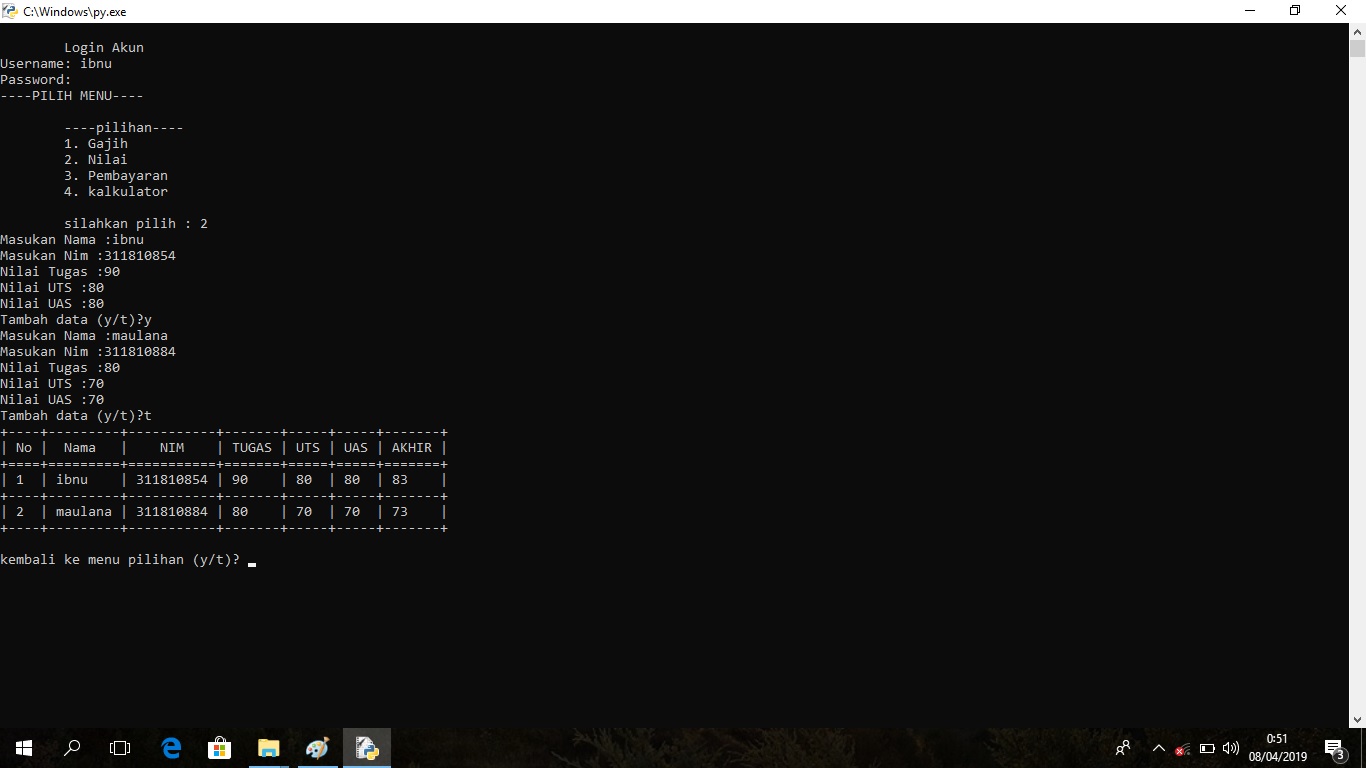 C:\Windows\py.exe
Login Akun
Username: ibnu
Password:
----PILIH MENU----
----pilihan----
1. Gajih
2. Nilai
3. Pembayaran
4. kalkulator
silahkan pilih : 2
Masukan Nama :ibnu
Masukan Nim :311810854
Nilai Tugas :90
Nilai UTS :80
Nilai UAS :80
Tambah data (y/t)?y
Masukan Nama :maulana
Masukan Nim :311810884
Nilai Tugas :80
Nilai UTS :70
Nilai UAS :70
Tambah data (y/t)?t
+----+---------+-----------+-------+-----+-----+-------+
| No |  Nama   |    NIM    | TUGAS | UTS | UAS | AKHIR |
+====+=========+===========+=======+=====+=====+=======+
| 1  | ibnu    | 311810854 | 90    | 80  | 80  | 83    |
+----+---------+-----------+-------+-----+-----+-------+
| 2  | maulana | 311810884 | 80    | 70  | 70  | 73    |
+----+---------+-----------+-------+-----+-----+-------+
kembali ke menu pilihan (y/t)?
0:51
08/04/2019
3